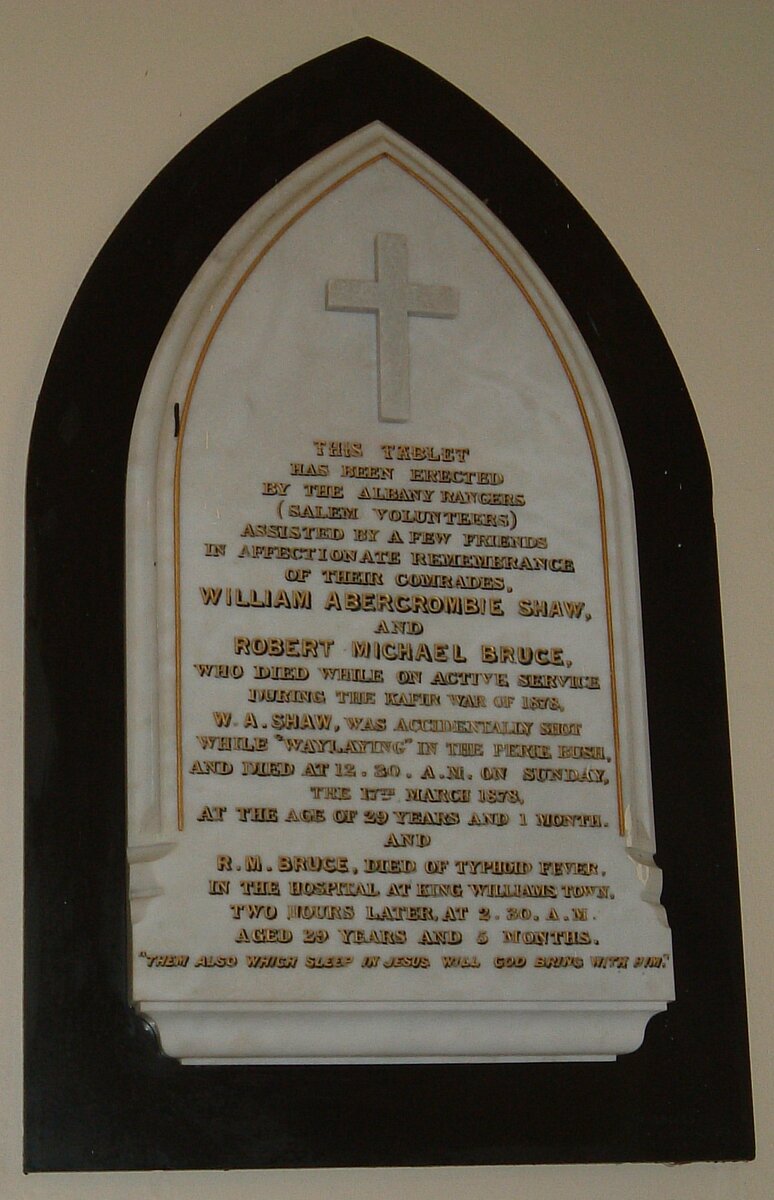 THIS TABLET
HAS BEEN ERECTED
BY THE ALBANY RANGERS
(SALEM VOLUNTEERS)
ASSISTED BY A FEW FRIENDS
IN AFFECTIONATE REMEMBRANCE
OF THEIR COMRADES,
WILLIAM ABERCROMBIE SHAW,
AND
ROBERT MICHAEL BRUCE,
WHO DIED WHILE ON ACTIVE SERVICE
DURING THE KAFIR WAR OF 1878,
W. A. SHAW, WAS ACCIDENTALLY SHOT
WHILE "WAYLAYING" IN THE PERIE BUSH,
AND DIED AT 12.30. A.M. ON SUNDAY,
THE 17TH MARCH 1878,
AT THE AGE OF 29 YEARS AND 1 MONTH.
AND
R. M. BRUCE, DIED OF TYPHOID FEVER,
IN THE HOSPITAL AT KING WILLIAMS TOWN,
TWO HOURS LATER, AT 2.30. A.M.
AGED 29 YEARS AND 5 MONTHS.
"THEM ALSO WHICH SLEEP IN JESUS WILL GOD BRING WITH HIM."